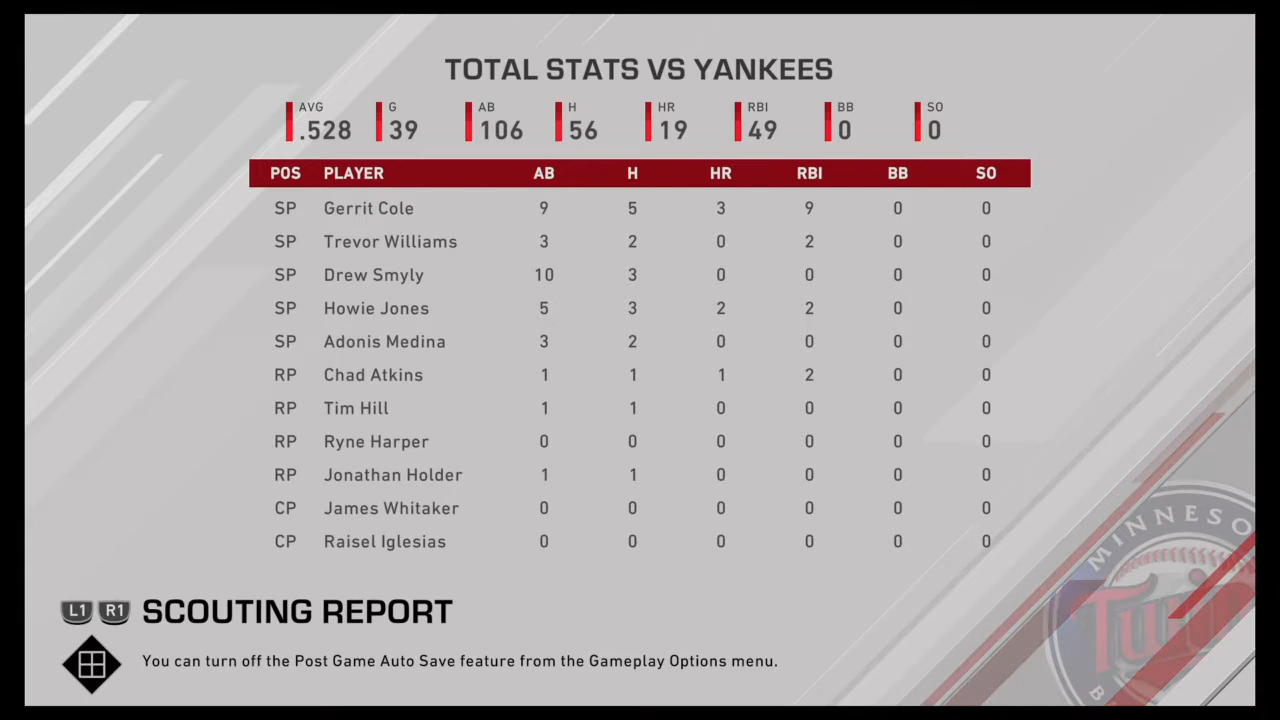 TOTAL STATS VS YANKEES
AVG G AB H HR RBI BB SO
.528 39 106 56 19 49 0 0
POS PLAYER AB H HR RBI BB SO
SP Gerrit Cole 9 5 3 9 0 0
SP Trevor Williams 3 2 0 2 0 0
SP Drew Smyly 10 3 0 0 0 0
SP Howie Jones 5 3 2 2 0 0
SP Adonis Medina 3 2 0 0 0 0
RP Chad Atkins 1 1 1 2 0 0
RP Tim Hill 1 1 0 0 0 0
RP Ryne Harper 0 0 0 0 0 0
RP Jonathan Holder 1 1 0 0 0 0
CP James Whitaker 0 0 0 0 0 0
CP Raisel Iglesias 0 0 0 0 0 0
MINNESO
Twin
B
L1 R1 SCOUTING REPORT
You can turn off the Post Game Auto Save feature from the Gameplay Options menu.